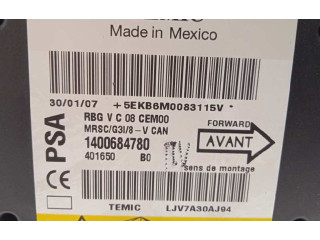 TEMIC
Made in Mexico
30/01/07 +5EKB6M0083115V *
PSA
RBG V C 08 CEM00
MRSC/G3I/8-V CAN
1400684780
401650 B0
FORWARD
AVANT
sens de montage
TEMIC LJV7A30AJ94